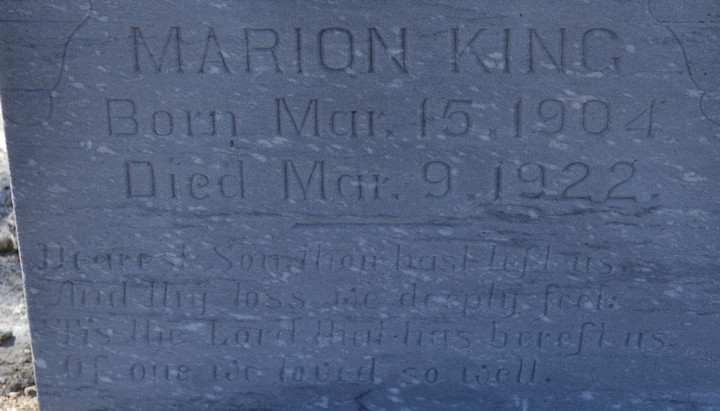 MARION KING
Born Mar. 15, 1904
Died Mar. 9, 1922.
Dearest Son, thou hast left us,
And thy loss we deeply feel;
'Tis the Lord that has bereft us,
Of one we loved so well.